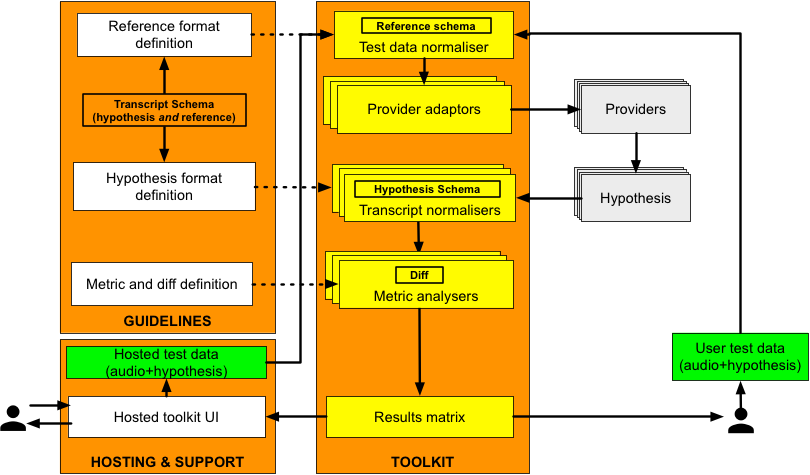 Reference format
definition
Transcript Schema
(hypothesis and reference)
Hypothesis format
definition
Metric and diff definition
GUIDELINES
Hosted test data
(audio+hypothesis)
Hosted toolkit UI
HOSTING & SUPPORT
Reference schema
Test data normaliser
Provider adaptors
Hypothesis Schema
Transcript normalisers
Diff
Metric analysers
Results matrix
TOOLKIT
Providers
Hypothesis
User test data
(audio+hypothesis)